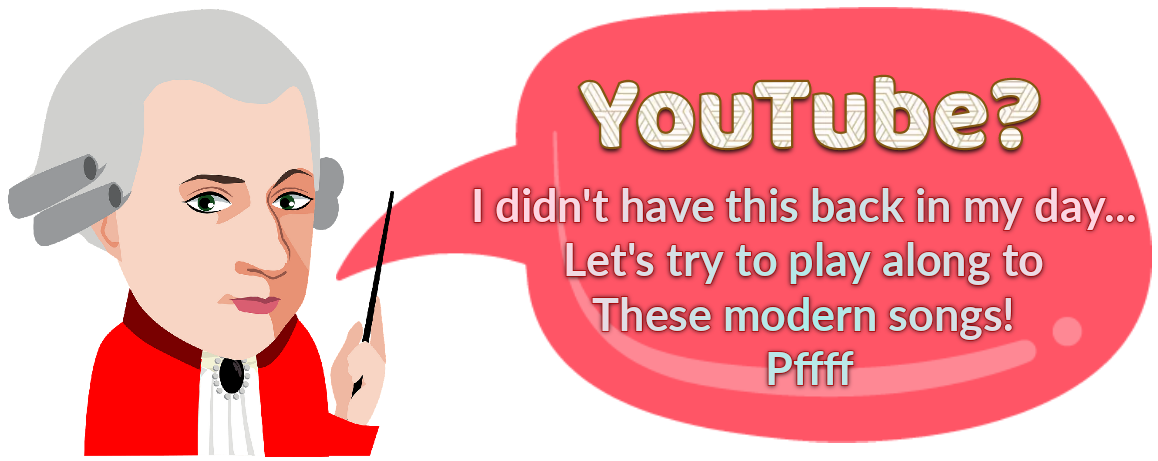 YouTube?
I didn't have this back in my day...
Let's try to play along to
These modern songs!
Pffff